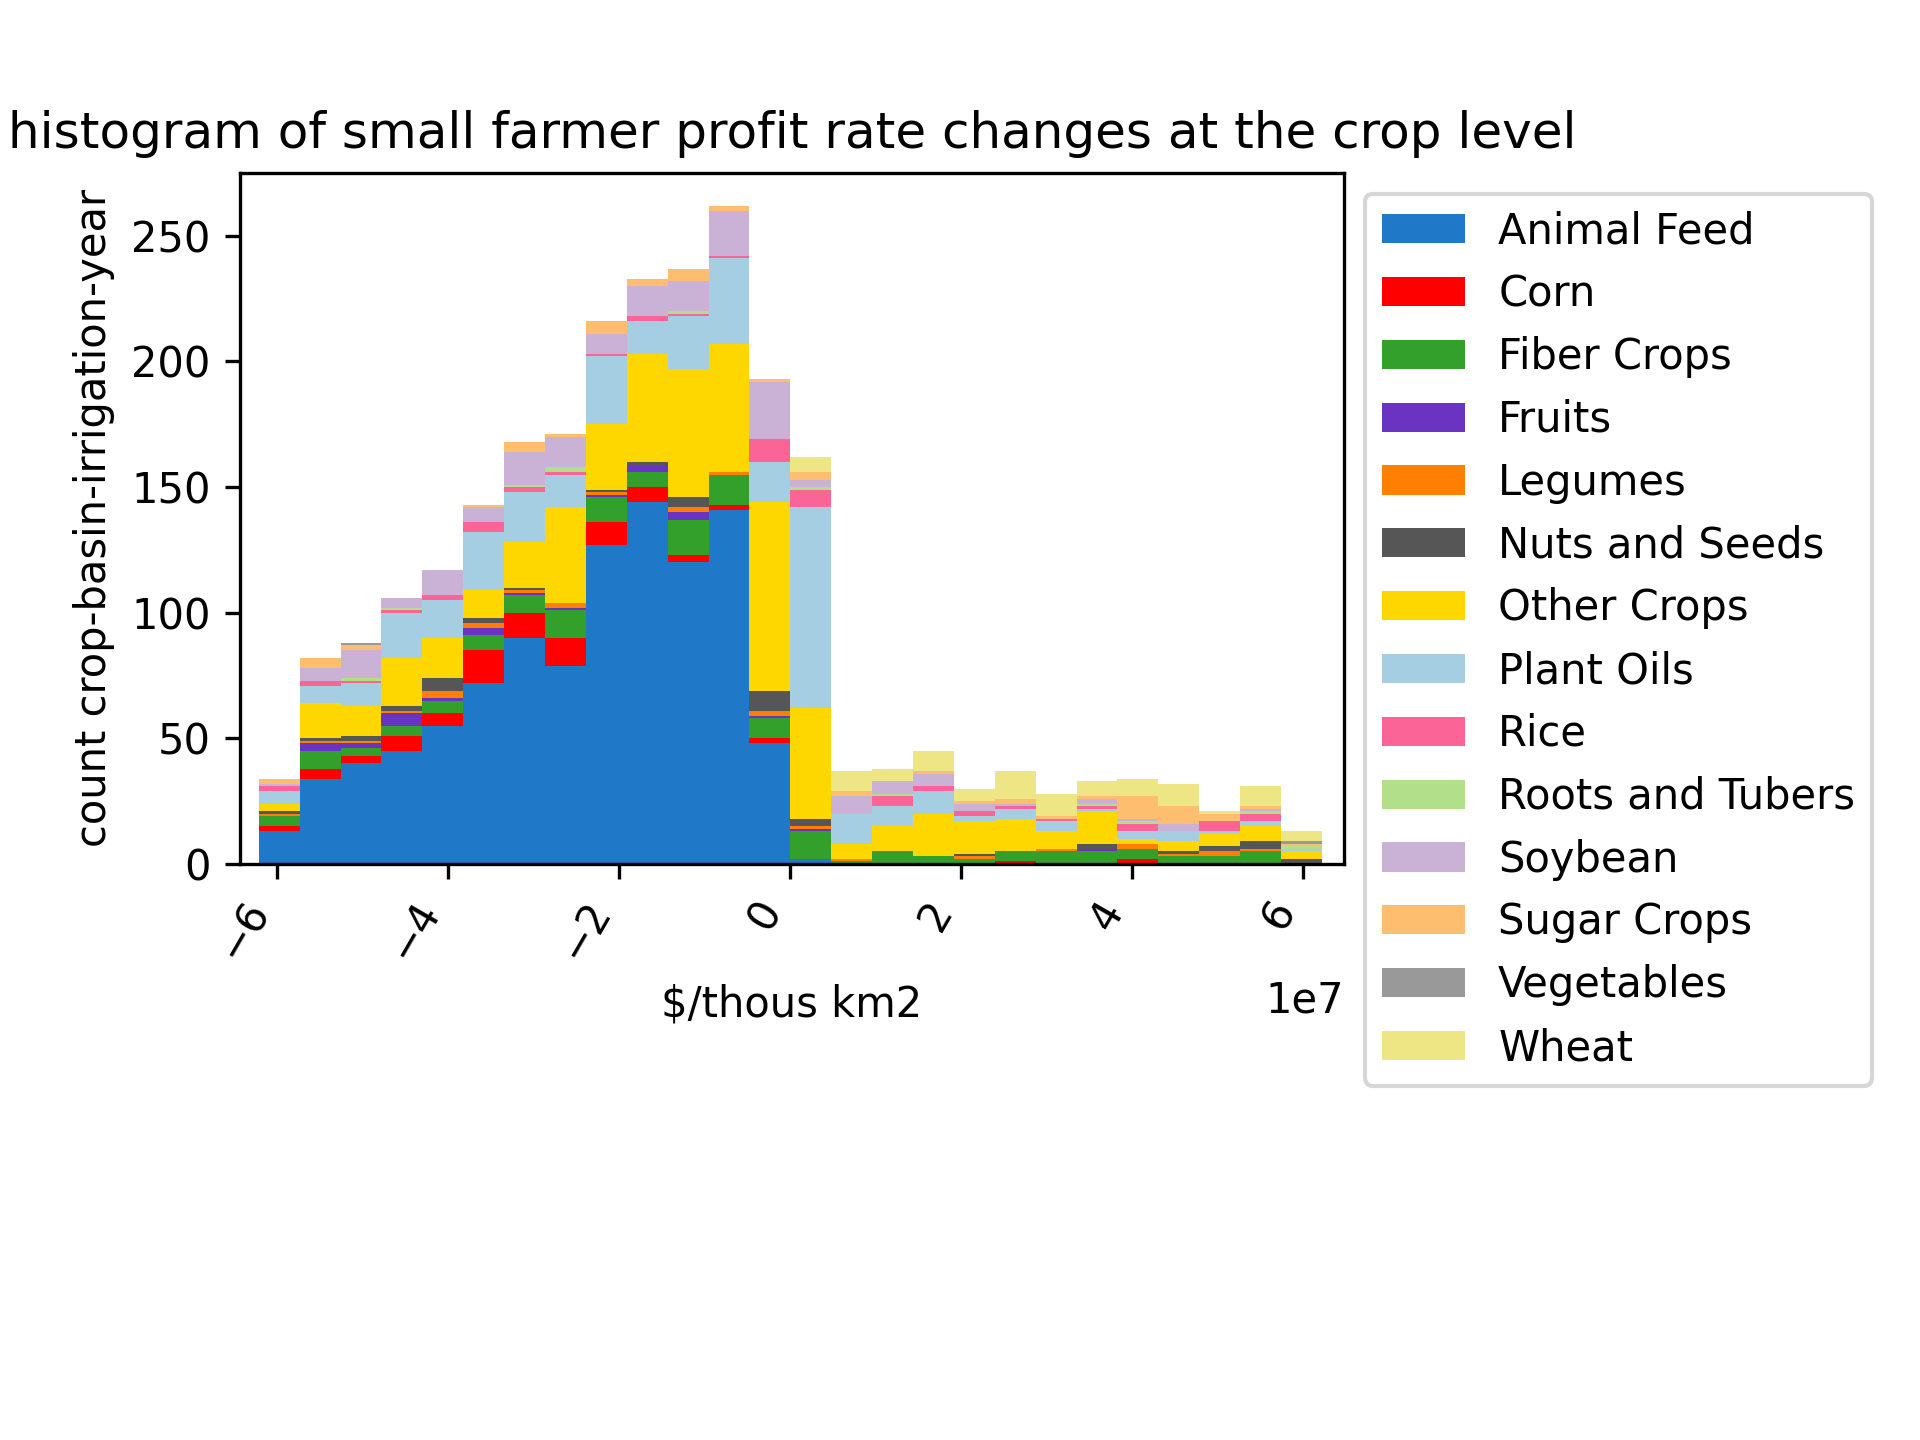 histogram of small farmer profit rate changes at the crop level
count crop-basin-irrigation-year
250
200
150
100
50
0
−6
−4
−2
0
2
4
6
$/thous km2
1e7
Animal Feed
Corn
Fiber Crops
Fruits
Legumes
Nuts and Seeds
Other Crops
Plant Oils
Rice
Roots and Tubers
Soybean
Sugar Crops
Vegetables
Wheat